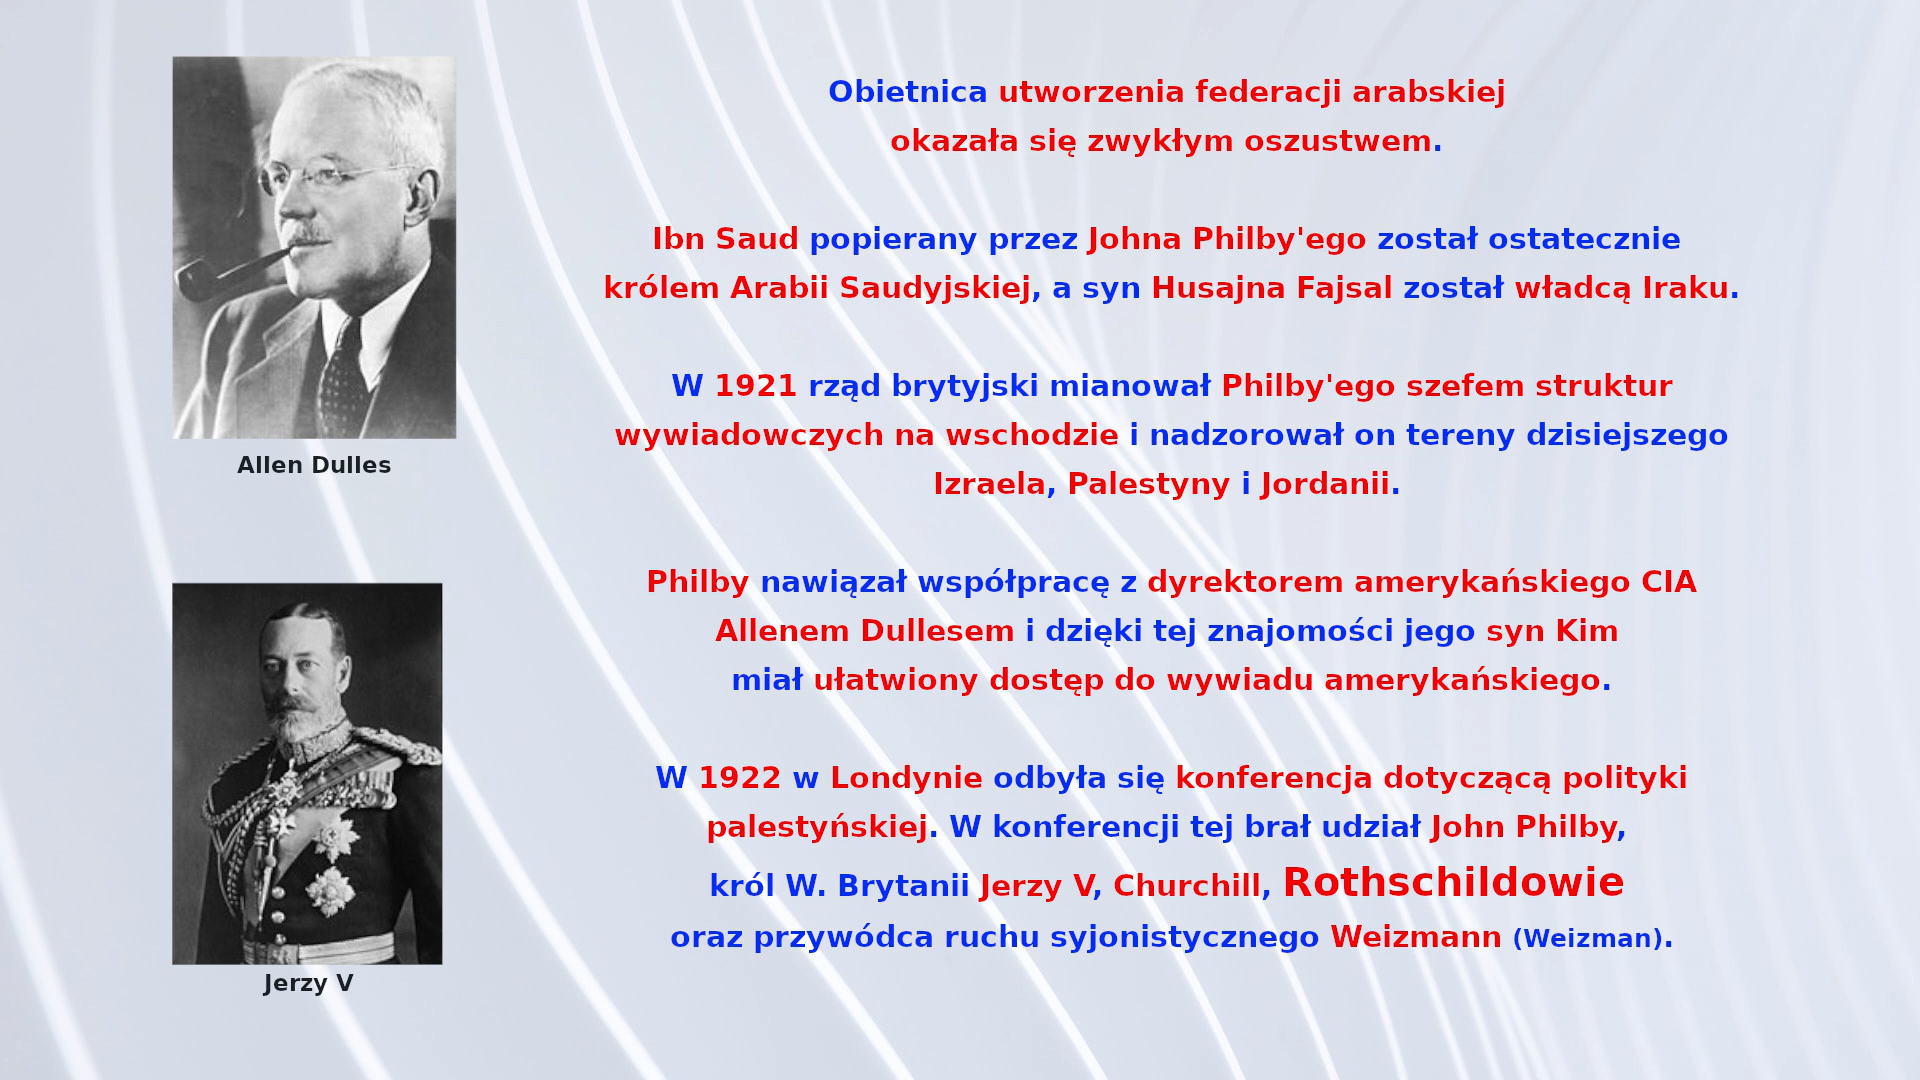 Obietnica utworzenia federacji arabskiej
okazała się zwykłym oszustwem.
Ibn Saud popierany przez Johna Philby'ego został ostatecznie
królem Arabii Saudyjskiej, a syn Husajna Fajsal został władcą Iraku.
W 1921 rząd brytyjski mianował Philby'ego szefem struktur
wywiadowczych na wschodzie i nadzorował on tereny dzisiejszego
Izraela, Palestyny i Jordanii.
Philby nawiązał współpracę z dyrektorem amerykańskiego CIA
Allenem Dullesem i dzięki tej znajomości jego syn Kim
miał ułatwiony dostęp do wywiadu amerykańskiego.
W 1922 w Londynie odbyła się konferencja dotyczącą polityki
palestyńskiej. W konferencji tej brał udział John Philby,
król W. Brytanii Jerzy V, Churchill, Rothschildowie
oraz przywódca ruchu syjonistycznego Weizmann (Weizman).
Allen Dulles
Jerzy V